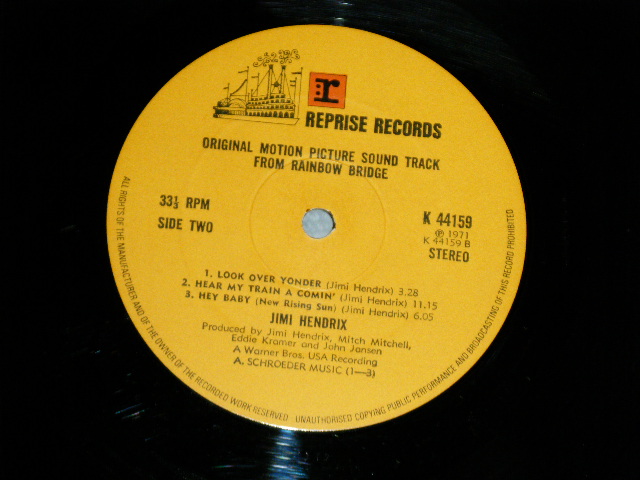 r
REPRISE RECORDS
ORIGINAL MOTION PICTURE SOUND TRACK
FROM RAINBOW BRIDGE
33⅓ RPM
SIDE TWO
K 44159
℗ 1971
K 44159 B
STEREO
1. LOOK OVER YONDER (Jimi Hendrix) 3.28
2. HEAR MY TRAIN A COMIN' (Jimi Hendrix) 11.15
3. HEY BABY (New Rising Sun) (Jimi Hendrix) 6.05
JIMI HENDRIX
Produced by Jimi Hendrix, Mitch Mitchell,
Eddie Kramer and John Jansen
A Warner Bros. USA Recording
A. SCHROEDER MUSIC (1—3)
ALL RIGHTS OF THE MANUFACTURER AND OF THE OWNER OF THE RECORDED WORK RESERVED UNAUTHORISED COPYING PUBLIC PERFORMANCE AND BROADCASTING OF THIS RECORD PROHIBITED